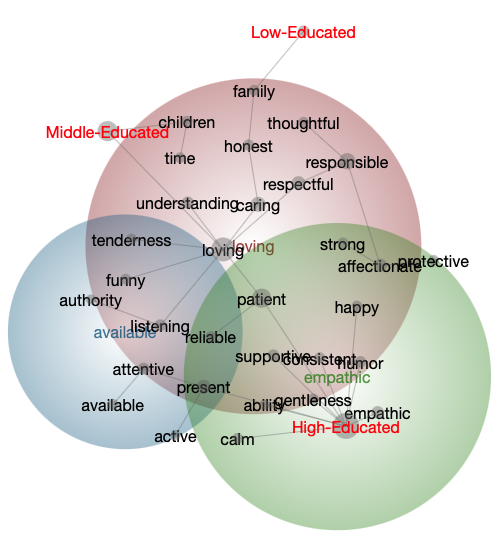 Low-Educated
family
children
thoughtful
Middle-Educated
honest
time
responsible
respectful
understanding
caring
tenderness
loving
loving
strong
protective
affectionate
funny
authority
patient
happy
listening
available
reliable
supportive
consistent
humor
attentive
empathic
present
gentleness
available
ability
empathic
High-Educated
active
calm